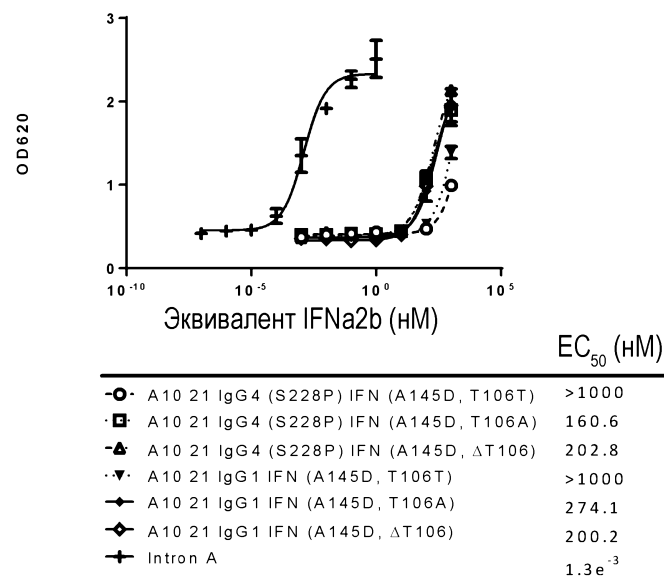 3
2
1
0
OD620
10-10
10-5
10 0
10 5
Эквивалент IFNa2b (нМ)
EC50 (нМ)
A10 21 IgG4 (S228P) IFN (A145D, T106T) >1000
A10 21 IgG4 (S228P) IFN (A145D, T106A) 160.6
A10 21 IgG4 (S228P) IFN (A145D, ΔT106) 202.8
A10 21 IgG1 IFN (A145D, T106T) >1000
A10 21 IgG1 IFN (A145D, T106A) 274.1
A10 21 IgG1 IFN (A145D, ΔT106) 200.2
Intron A 1.3e-3